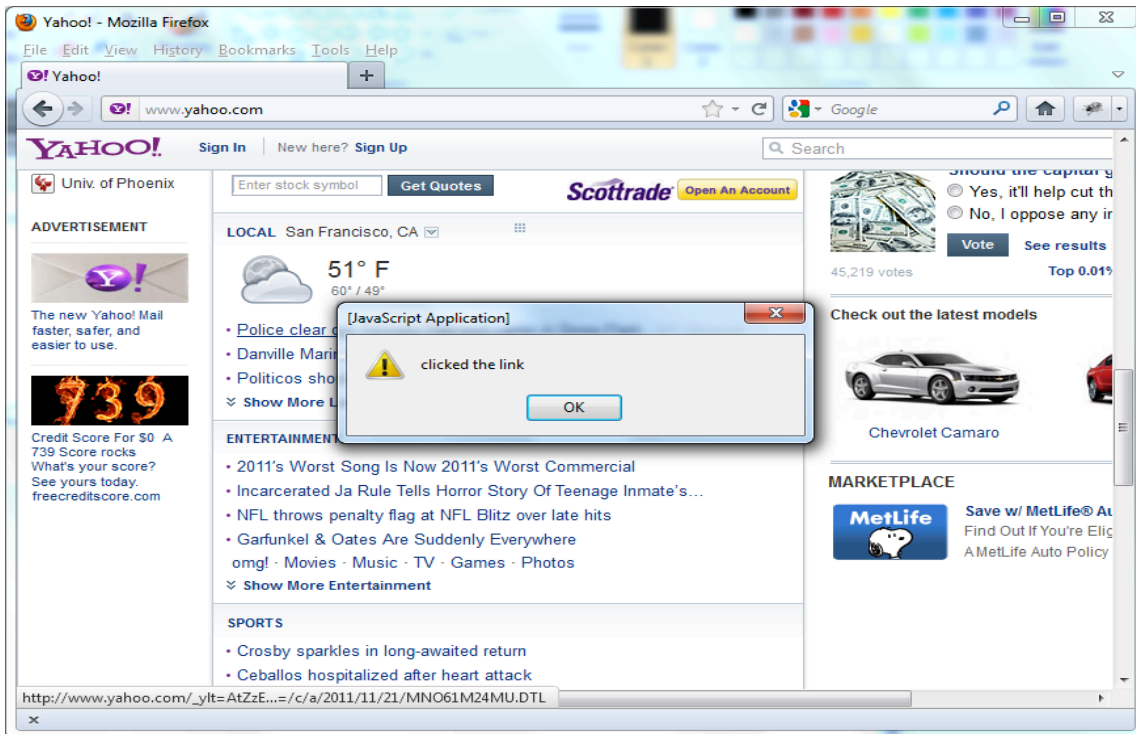 Yahoo! - Mozilla Firefox
File Edit View History Bookmarks Tools Help
Yahoo!
www.yahoo.com
Google
YAHOO!
Sign In New here? Sign Up
Search
Univ. of Phoenix
ADVERTISEMENT
The new Yahoo! Mail
faster, safer, and
easier to use.
739
Credit Score For $0 A
739 Score rocks
What's your score?
See yours today.
freecreditscore.com
Enter stock symbol Get Quotes
Scottrade Open An Account
LOCAL San Francisco, CA
51° F
60° / 49°
• Police clear
• Danville Marin
• Politicos sho
Show More L
[JavaScript Application]
clicked the link
OK
ENTERTAINMENT
• 2011's Worst Song Is Now 2011's Worst Commercial
• Incarcerated Ja Rule Tells Horror Story Of Teenage Inmate's...
• NFL throws penalty flag at NFL Blitz over late hits
• Garfunkel & Oates Are Suddenly Everywhere
omg! · Movies · Music · TV · Games · Photos
Show More Entertainment
SPORTS
• Crosby sparkles in long-awaited return
• Ceballos hospitalized after heart attack
Should the capital g
Yes, it'll help cut th
No, I oppose any
Vote See results
45,219 votes Top 0.01%
Check out the latest models
Chevrolet Camaro
MARKETPLACE
MetLife
Save w/ MetLife® Au
Find Out If You're Elig
A MetLife Auto Policy
http://www.yahoo.com/_ylt=AtZzE...=/c/a/2011/11/21/MNO61M24MU.DTL